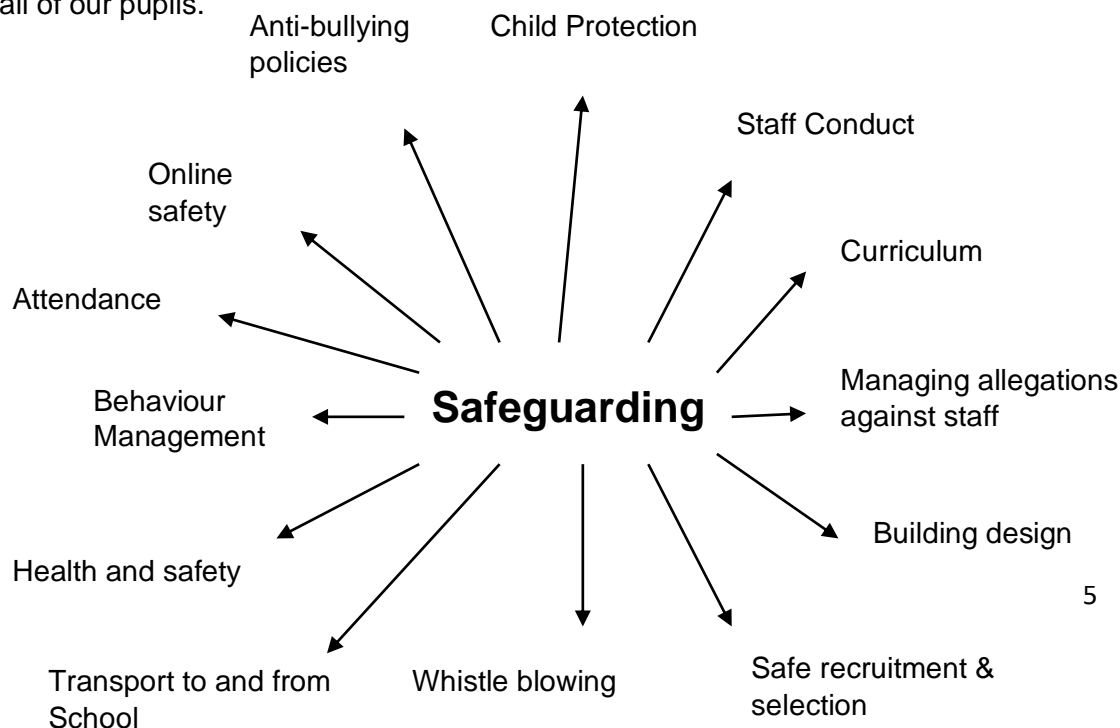 all of our pupils.
Anti-bullying
policies
Child Protection
Staff Conduct
Online
safety
Curriculum
Attendance
Managing allegations
against staff
Behaviour
Management
Safeguarding
Building design
Health and safety
5
Transport to and from
School
Whistle blowing
Safe recruitment &
selection